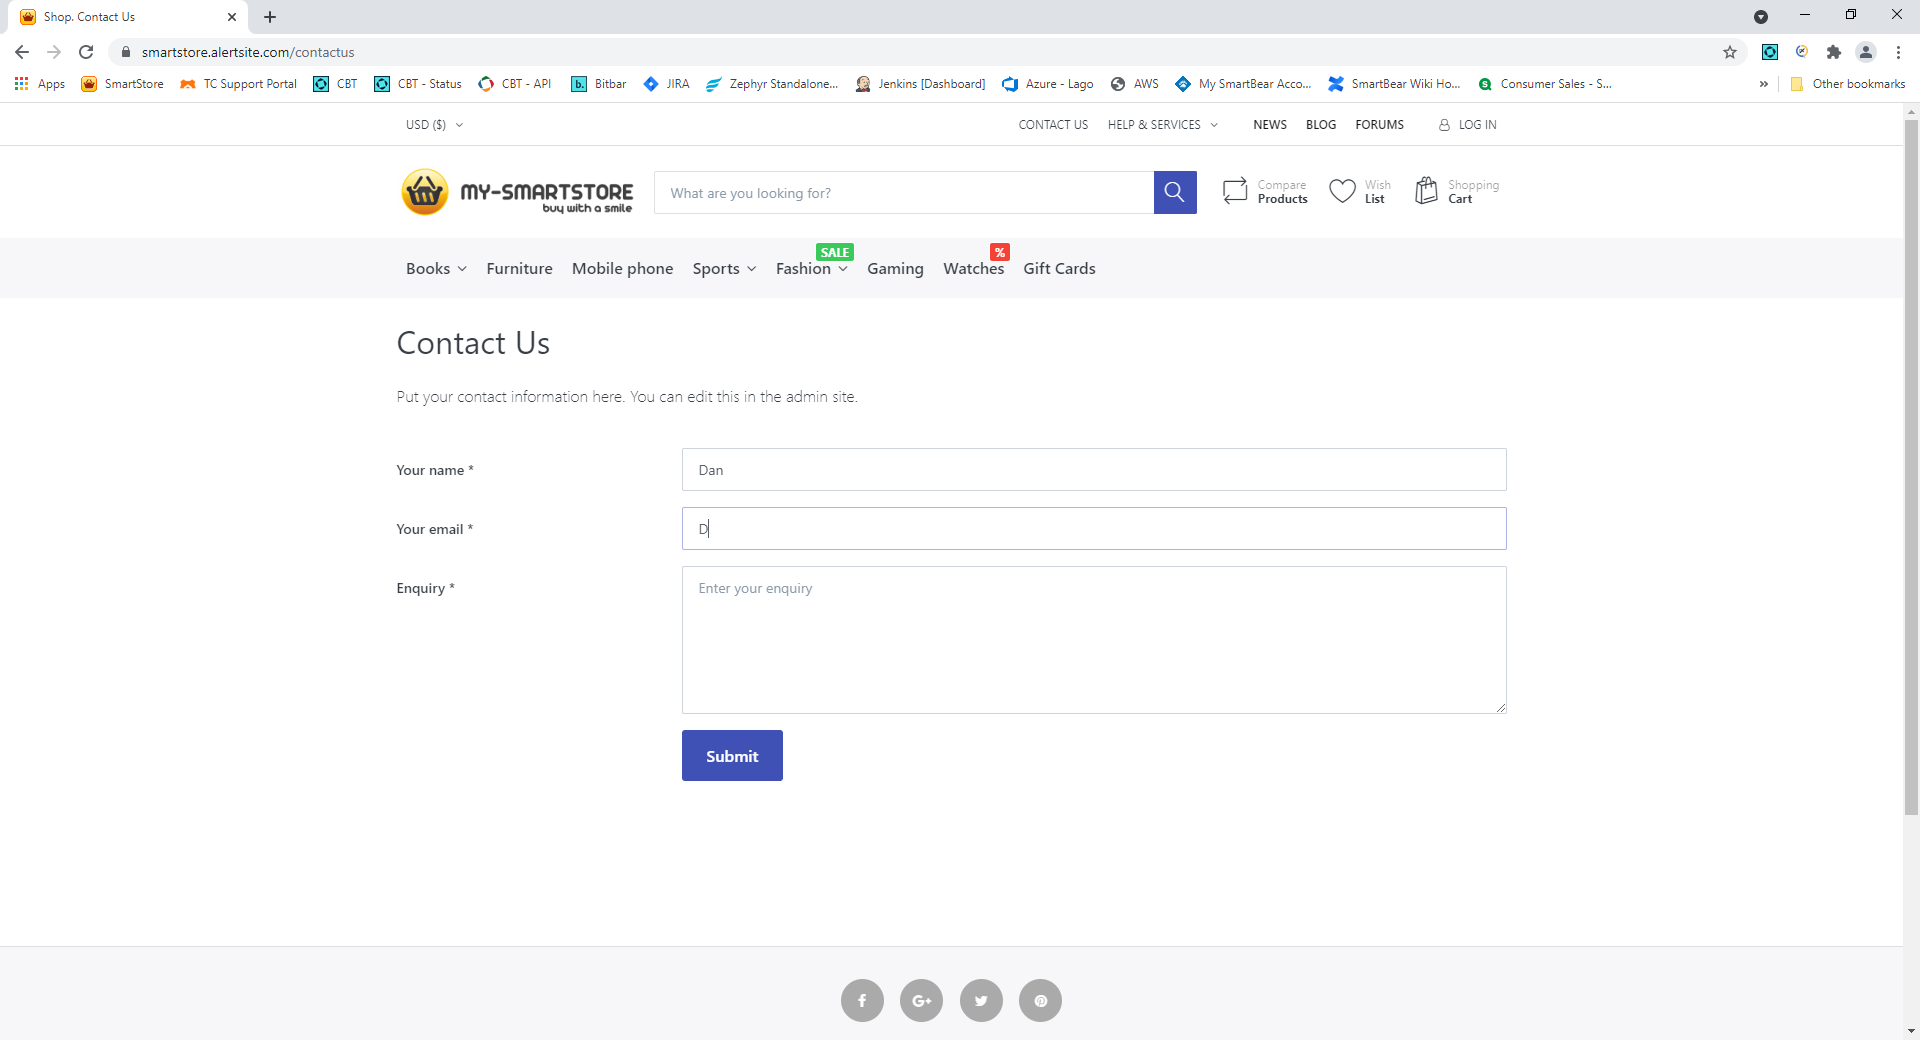 Shop. Contact Us
smartstore.alertsite.com/contactus
Apps SmartStore TC Support Portal CBT CBT - Status CBT - API b. Bitbar JIRA Zephyr Standalone... Jenkins [Dashboard] Azure - Lago AWS My SmartBear Acco... SmartBear Wiki Ho... S Consumer Sales - S... » Other bookmarks
USD ($) CONTACT US HELP & SERVICES NEWS BLOG FORUMS LOG IN
MY-SMARTSTORE
buy with a smile
What are you looking for?
Compare
Products
Wish
List
Shopping
Cart
SALE %
Books Furniture Mobile phone Sports Fashion Gaming Watches Gift Cards
Contact Us
Put your contact information here. You can edit this in the admin site.
Your name * Dan
Your email * D
Enquiry * Enter your enquiry
Submit
f G+